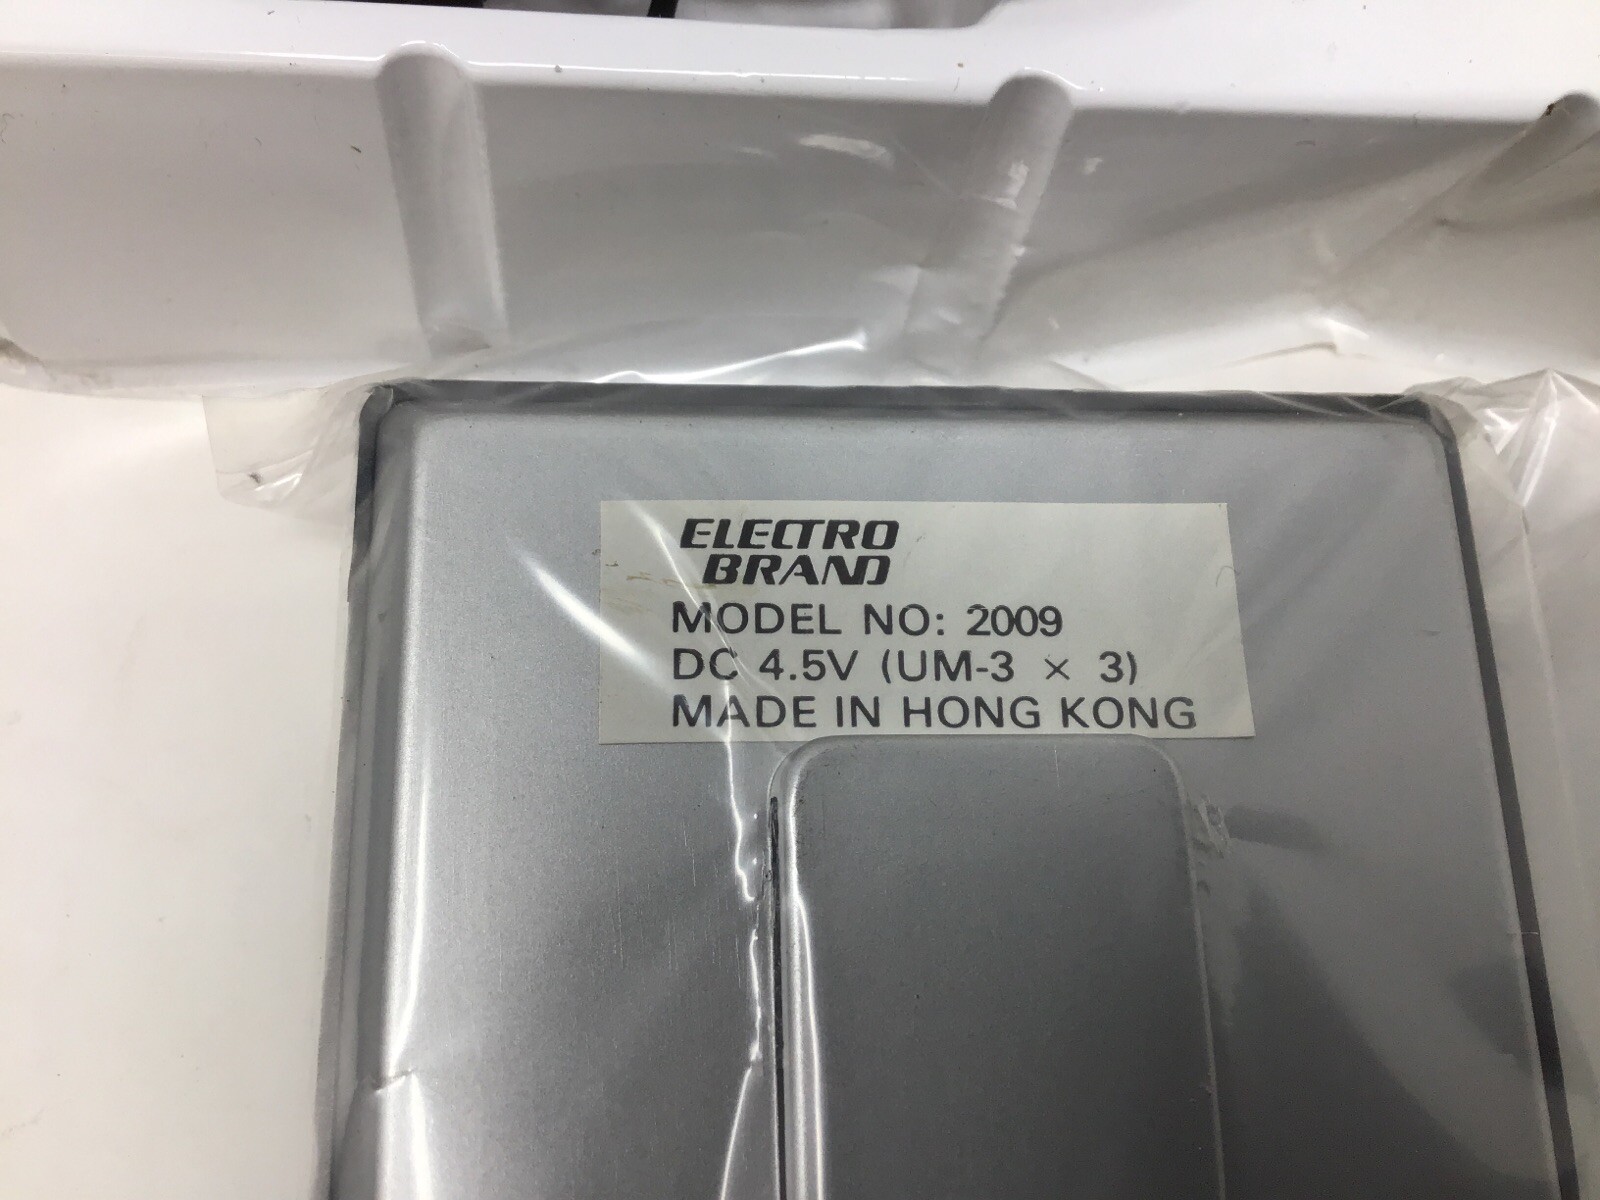 ELECTRO
BRAND
MODEL NO: 2009
DC 4.5V (UM-3 × 3)
MADE IN HONG KONG